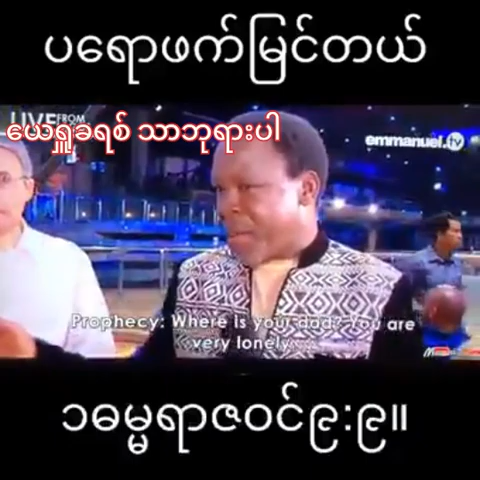 ပရောဖက်မြင်တယ်
LIVE FROM
ယေရှူခရစ် သာဘုရားပါ
emmanuel.tv
Prophecy: Where is your dad? You are
very lonely
၁ဓမ္မရာဇဝင်၉:၉။